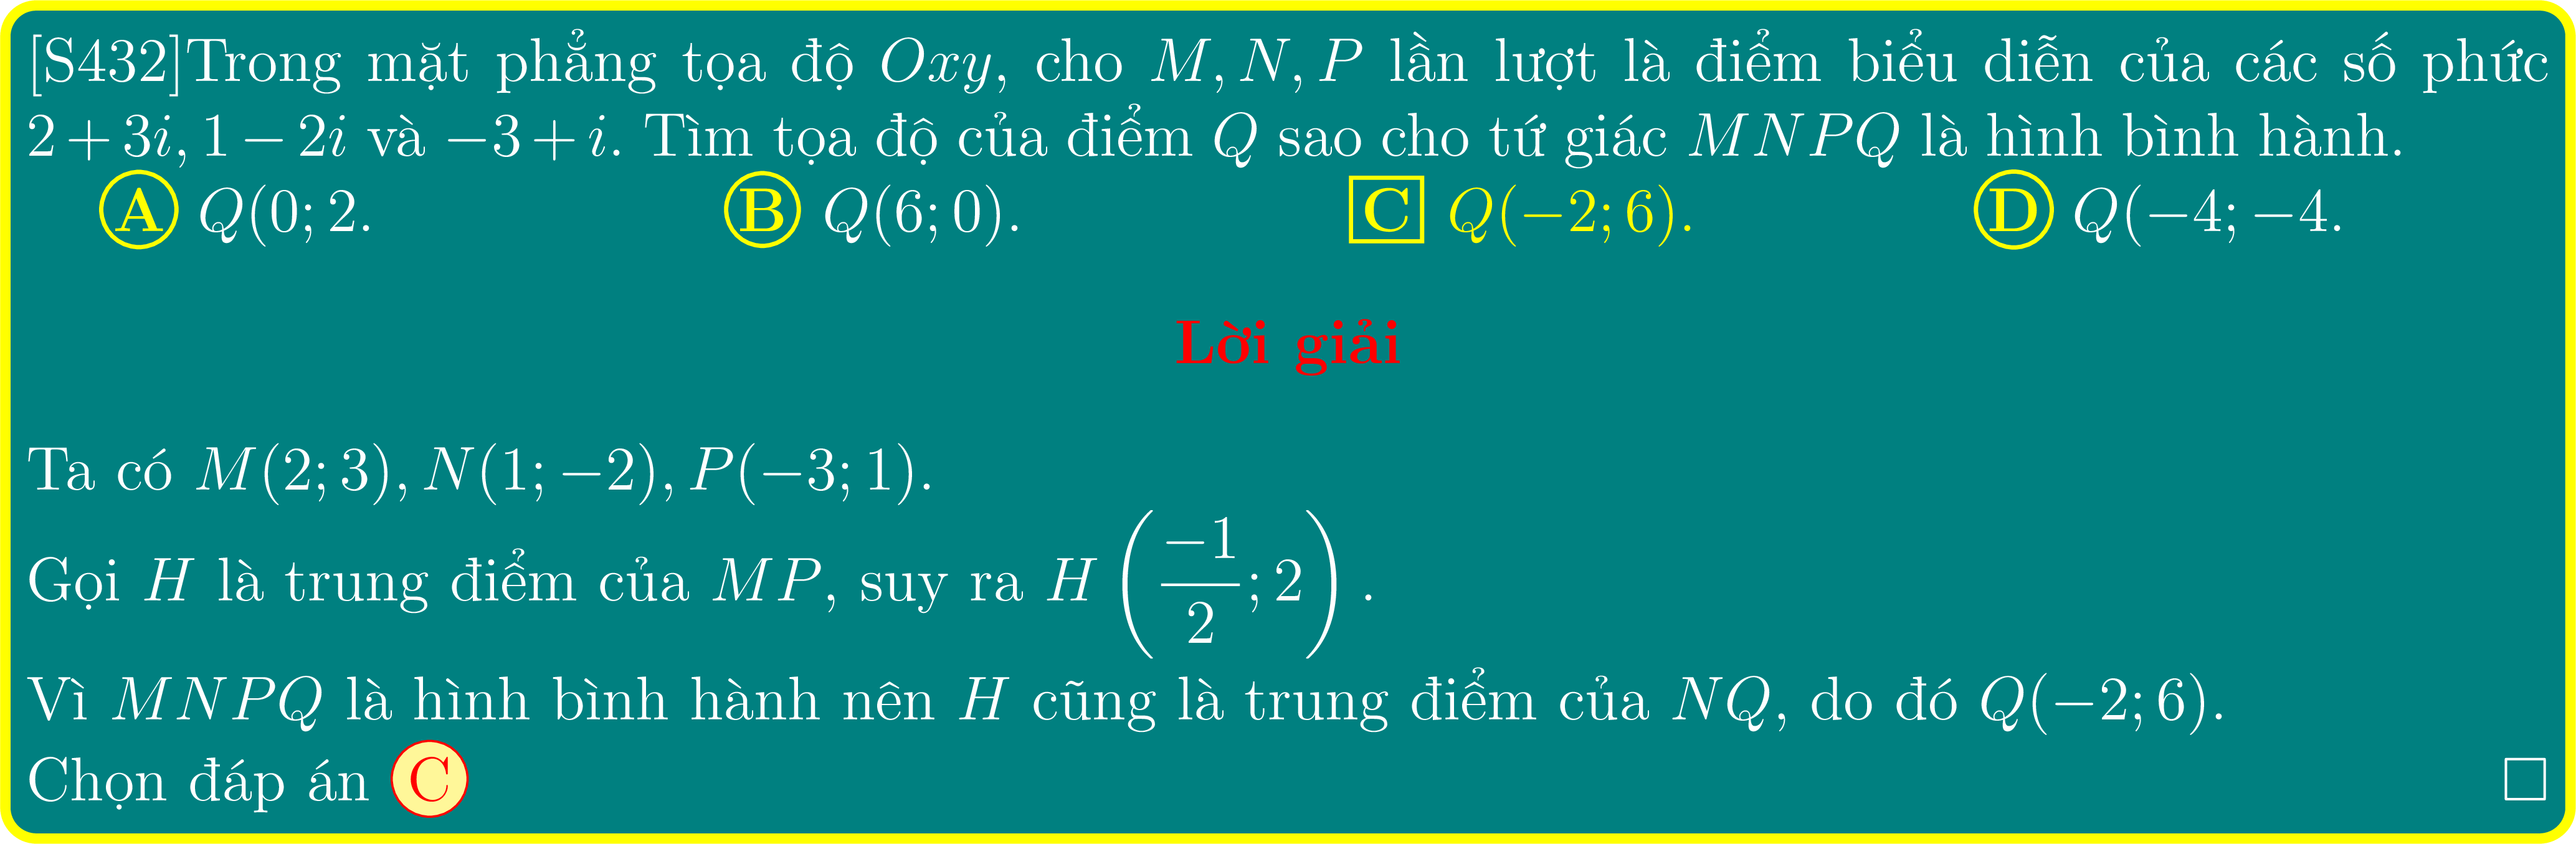 [S432]Trong mặt phẳng tọa độ Oxy, cho M, N, P lần lượt là điểm biểu diễn của các số phức
2 + 3i, 1 − 2i và −3 + i. Tìm tọa độ của điểm Q sao cho tứ giác MNPQ là hình bình hành.
A Q(0; 2. B Q(6; 0). C Q(−2; 6). D Q(−4; −4.
Lời giải
Ta có M(2; 3), N(1; −2), P(−3; 1).
Gọi H là trung điểm của MP, suy ra H (−1/2; 2).
Vì MNPQ là hình bình hành nên H cũng là trung điểm của NQ, do đó Q(−2; 6).
Chọn đáp án C □